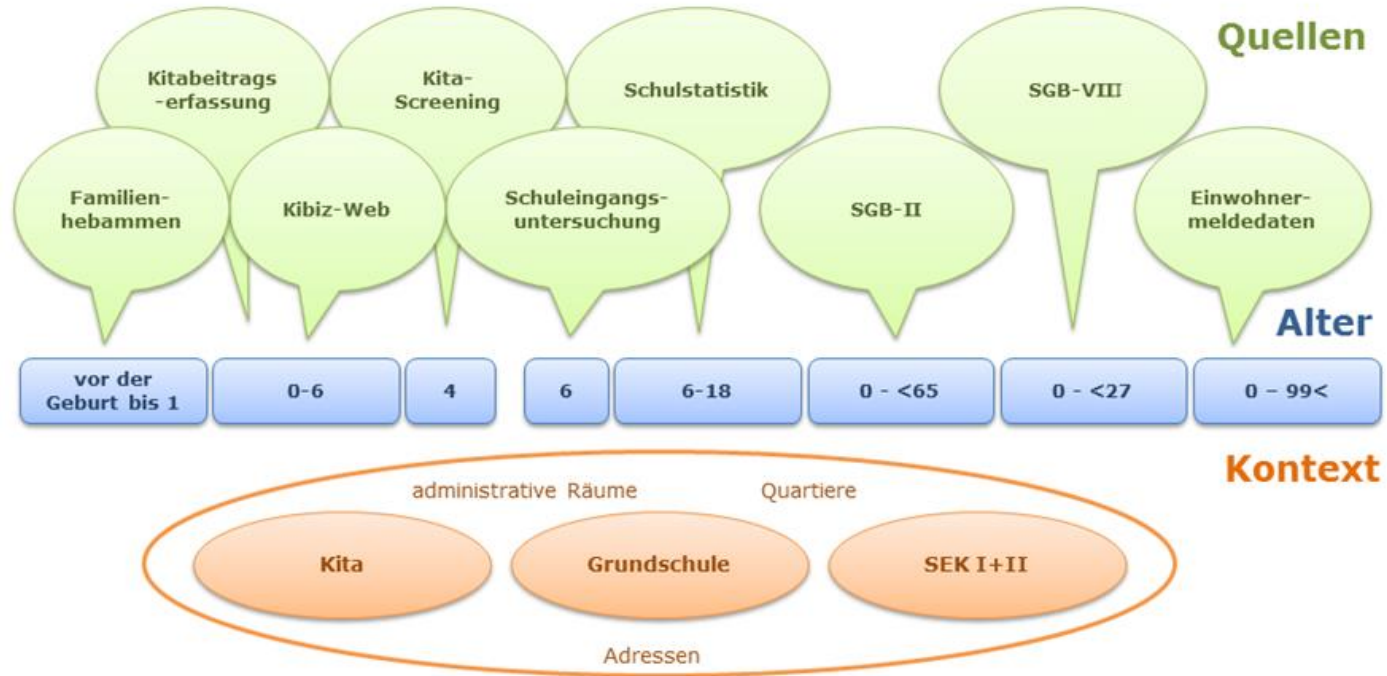 Quellen
Kitabeitrags
-erfassung
Kita-
Screening
Schulstatistik
SGB-VIII
Familien-
hebammen
Kibiz-Web
Schuleingangs-
untersuchung
SGB-II
Einwohner-
meldedaten
Alter
vor der
Geburt bis 1
0-6
4
6
6-18
0 - <65
0 - <27
0 – 99<
Kontext
administrative Räume
Quartiere
Kita
Grundschule
SEK I+II
Adressen